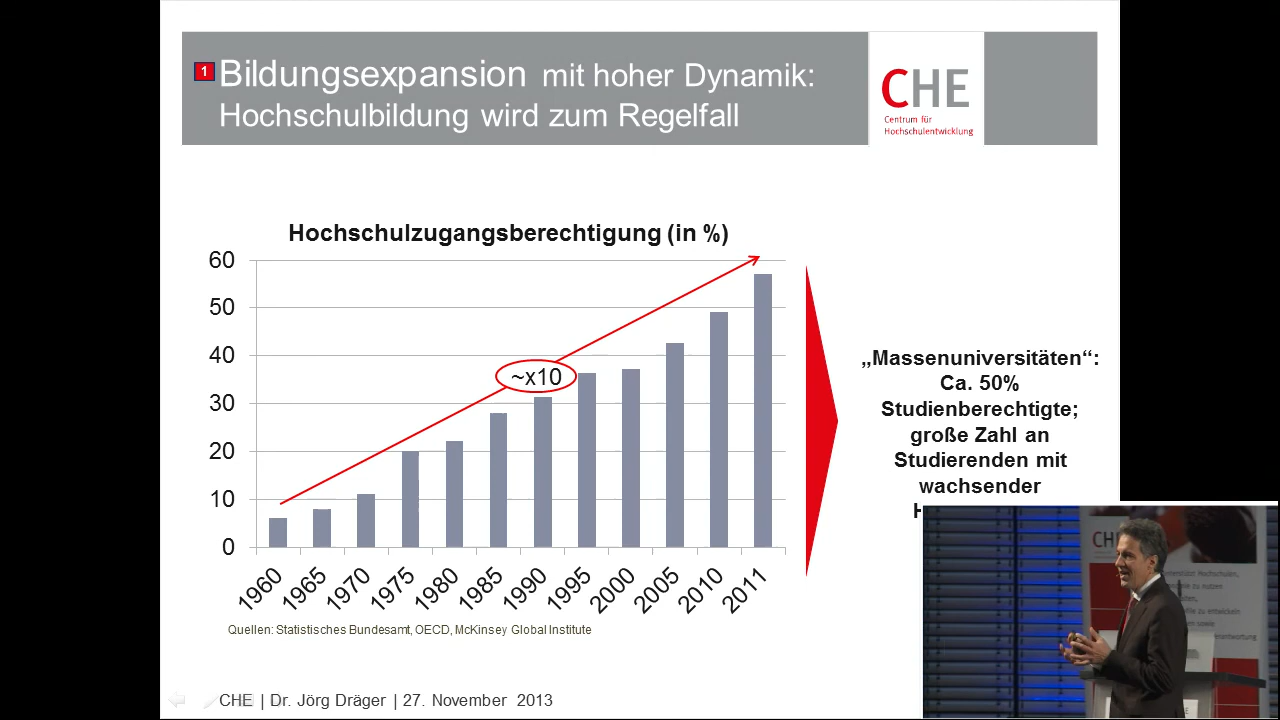 1 Bildungsexpansion mit hoher Dynamik:
Hochschulbildung wird zum Regelfall
CHE
Centrum für
Hochschulentwicklung
Hochschulzugangsberechtigung (in %)
60
50
40
30
20
10
0
~x10
1960 1965 1970 1975 1980 1985 1990 1995 2000 2005 2010 2011
Quellen: Statistisches Bundesamt, OECD, McKinsey Global Institute
„Massenuniversitäten“:
Ca. 50%
Studienberechtigte;
große Zahl an
Studierenden mit
wachsender
CHE | Dr. Jörg Dräger | 27. November 2013
CHE